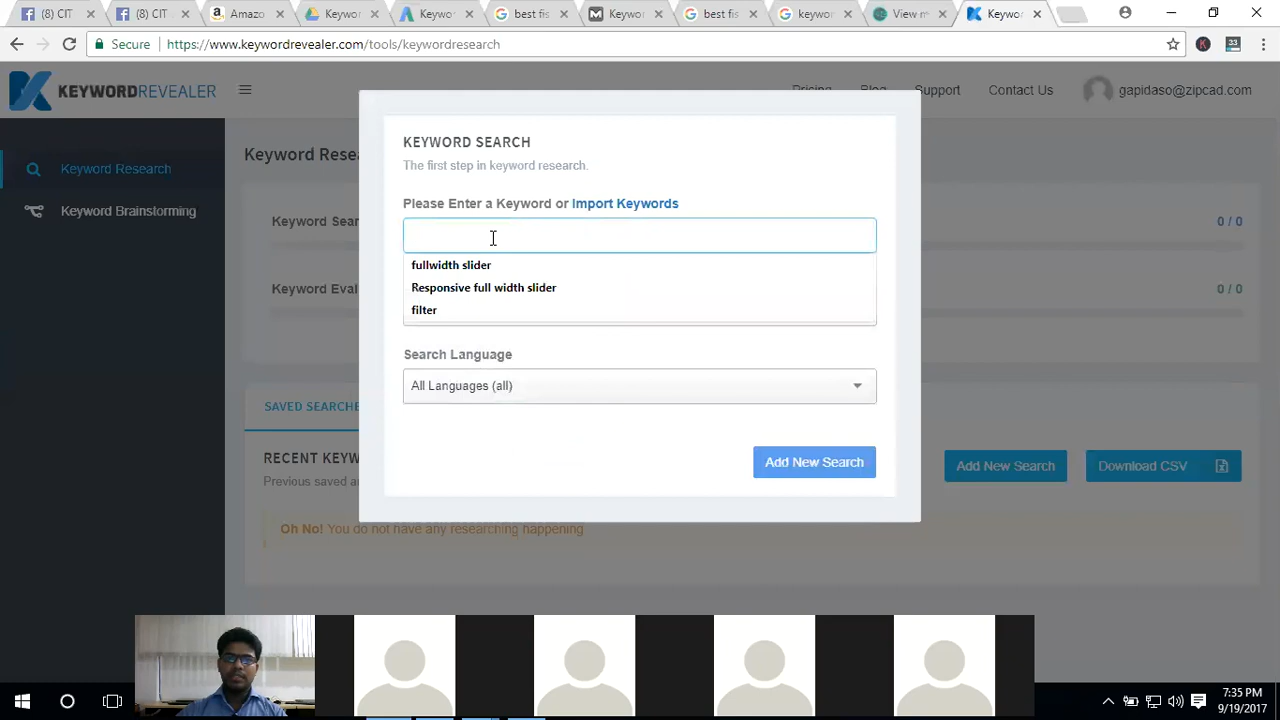 (8) CIT
(8) CIT
Amazo
Keywor
Keywor
best fis
Keywor
best fis
keywor
View m
Keywo
Secure
https://www.keywordrevealer.com/tools/keywordresearch
K
33
KEYWORDREVEALER
Pricing
Blog
Support
Contact Us
gapidaso@zipcad.com
Keyword Research
Keyword Brainstorming
Keyword Resea
Keyword Sear
0 / 0
Keyword Eval
0 / 0
KEYWORD SEARCH
The first step in keyword research.
Please Enter a Keyword or Import Keywords
fullwidth slider
Responsive full width slider
filter
Search Language
All Languages (all)
Add New Search
SAVED SEARCHE
RECENT KEYW
Previous saved a
Add New Search
Download CSV
Oh No! You do not have any researching happening
7:35 PM
9/19/2017